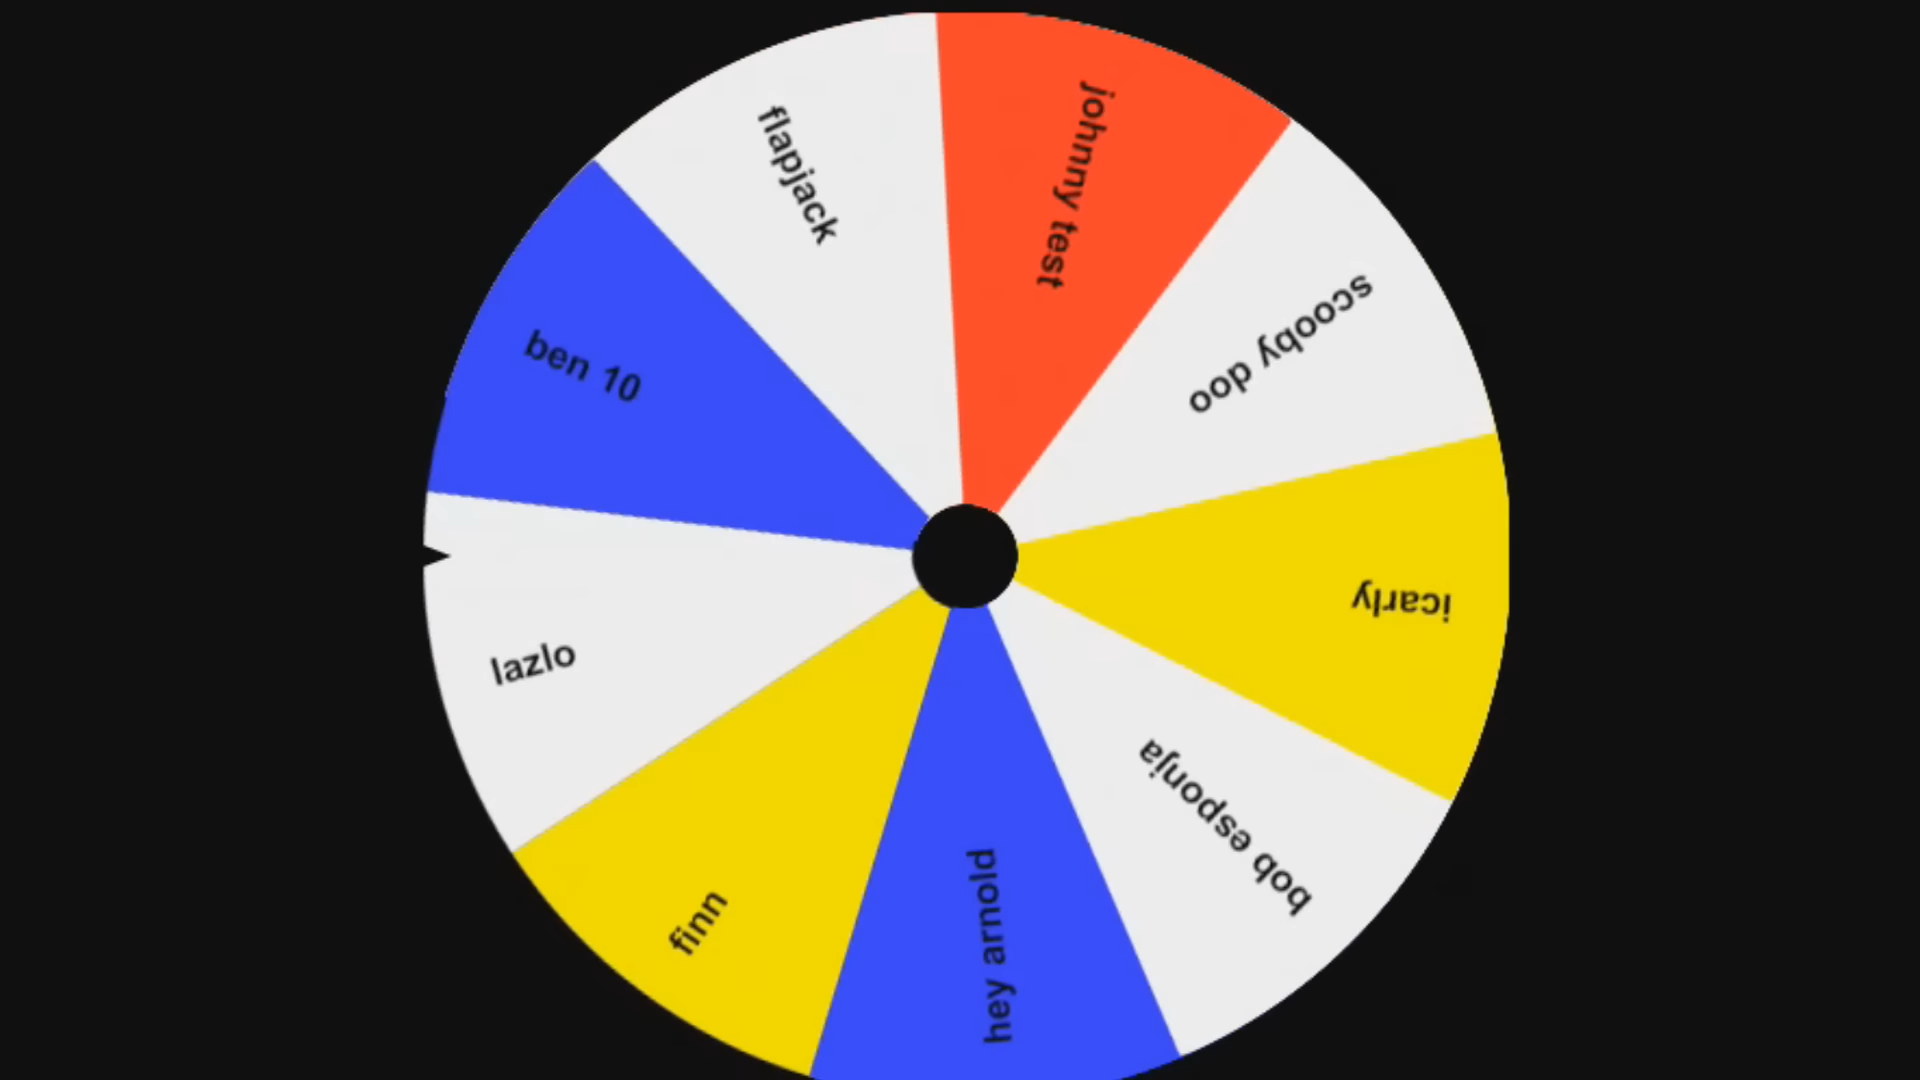 flapjack
johnny test
scooby doo
icarly
bob esponja
hey arnold
finn
lazlo
ben 10